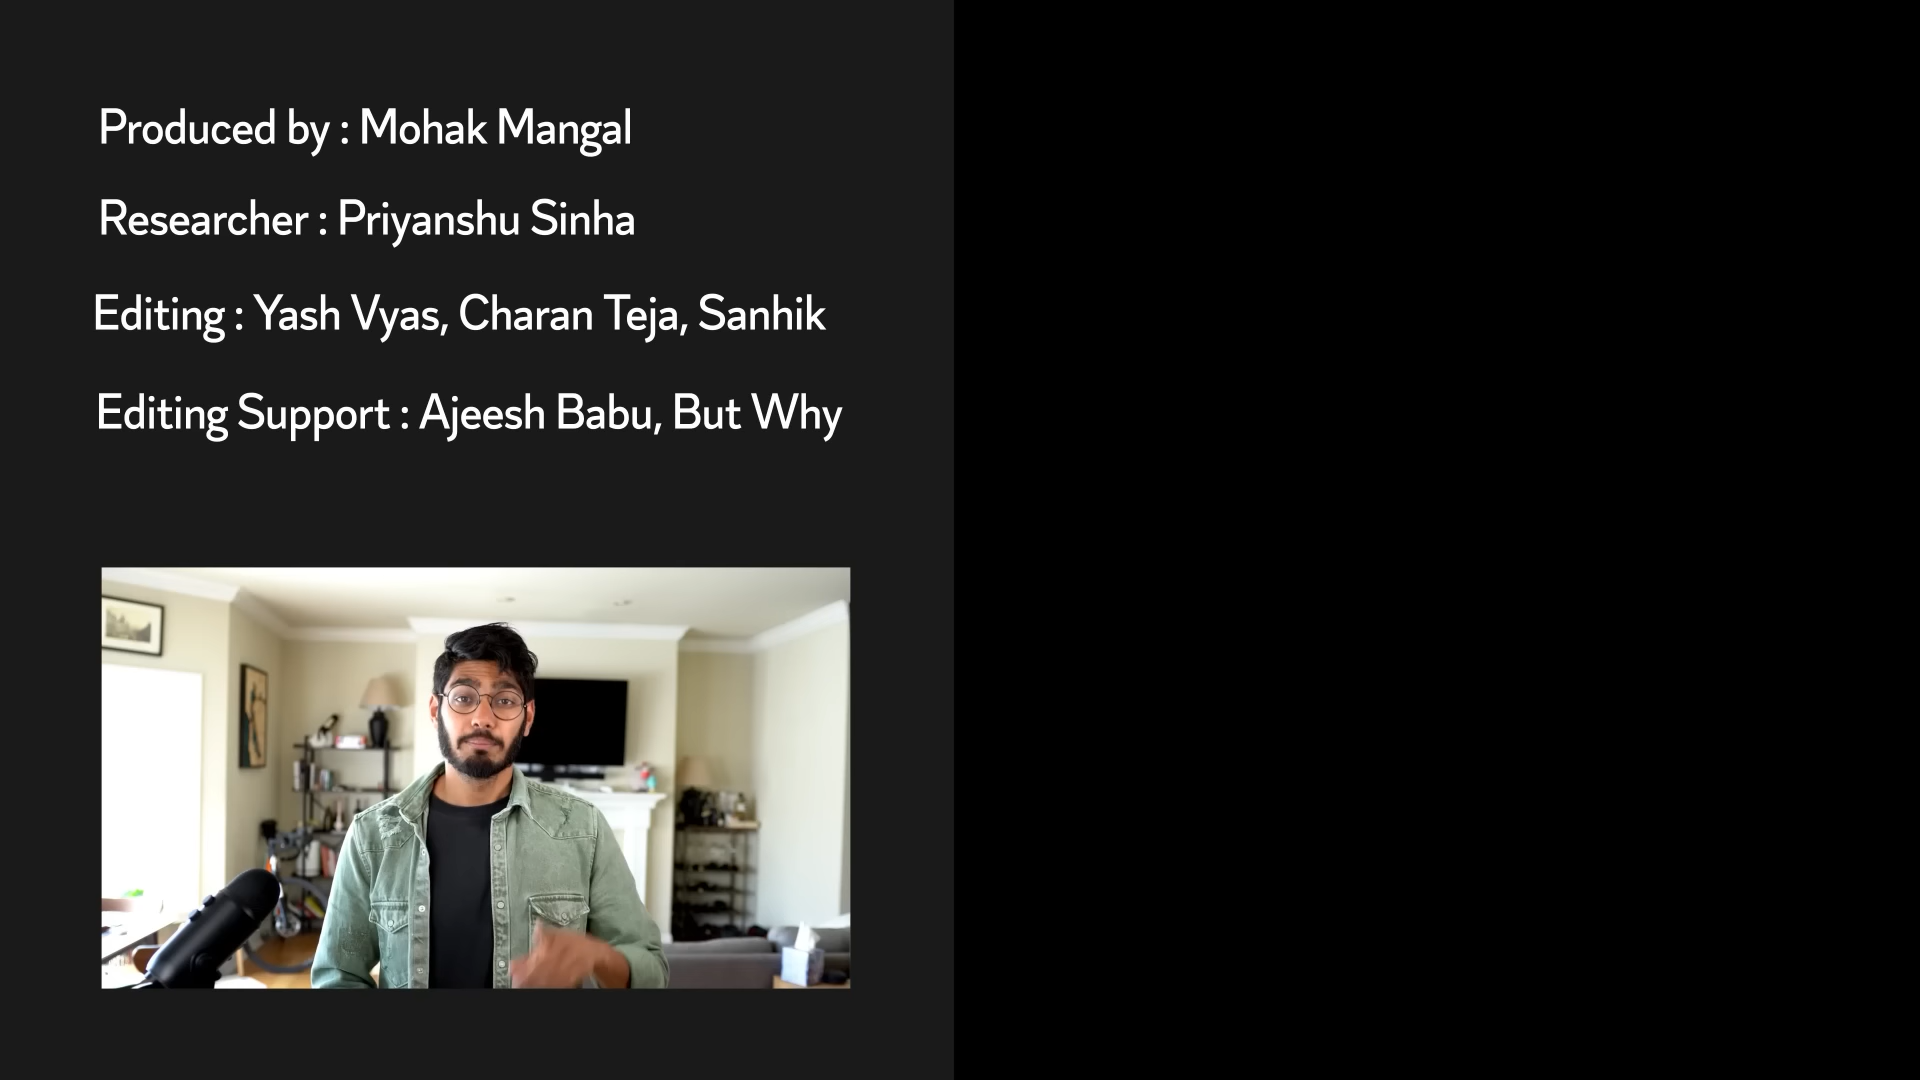 Produced by : Mohak Mangal
Researcher : Priyanshu Sinha
Editing : Yash Vyas, Charan Teja, Sanhik
Editing Support : Ajeesh Babu, But Why